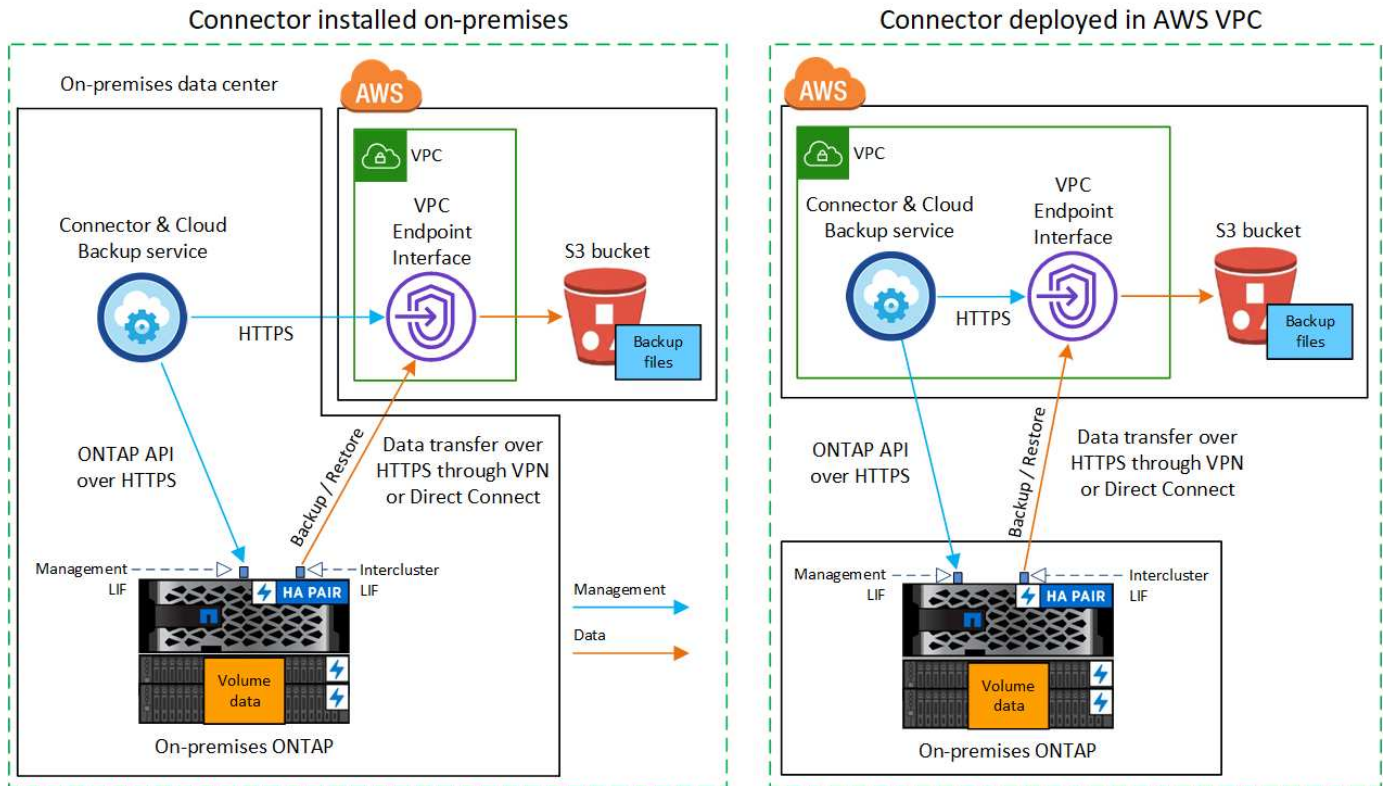 Connector installed on-premises
On-premises data center
AWS
VPC
VPC
Endpoint
Interface
Connector & Cloud
Backup service
S3 bucket
HTTPS
Backup
files
ONTAP API
over HTTPS
Backup / Restore
Data transfer over
HTTPS through VPN
or Direct Connect
Management
LIF
Intercluster
LIF
HA PAIR
Management
Data
Volume
data
On-premises ONTAP
Connector deployed in AWS VPC
AWS
VPC
VPC
Endpoint
Interface
Connector & Cloud
Backup service
S3 bucket
HTTPS
Backup
files
ONTAP API
over HTTPS
Backup / Restore
Data transfer over
HTTPS through VPN
or Direct Connect
Management
LIF
Intercluster
LIF
HA PAIR
Volume
data
On-premises ONTAP